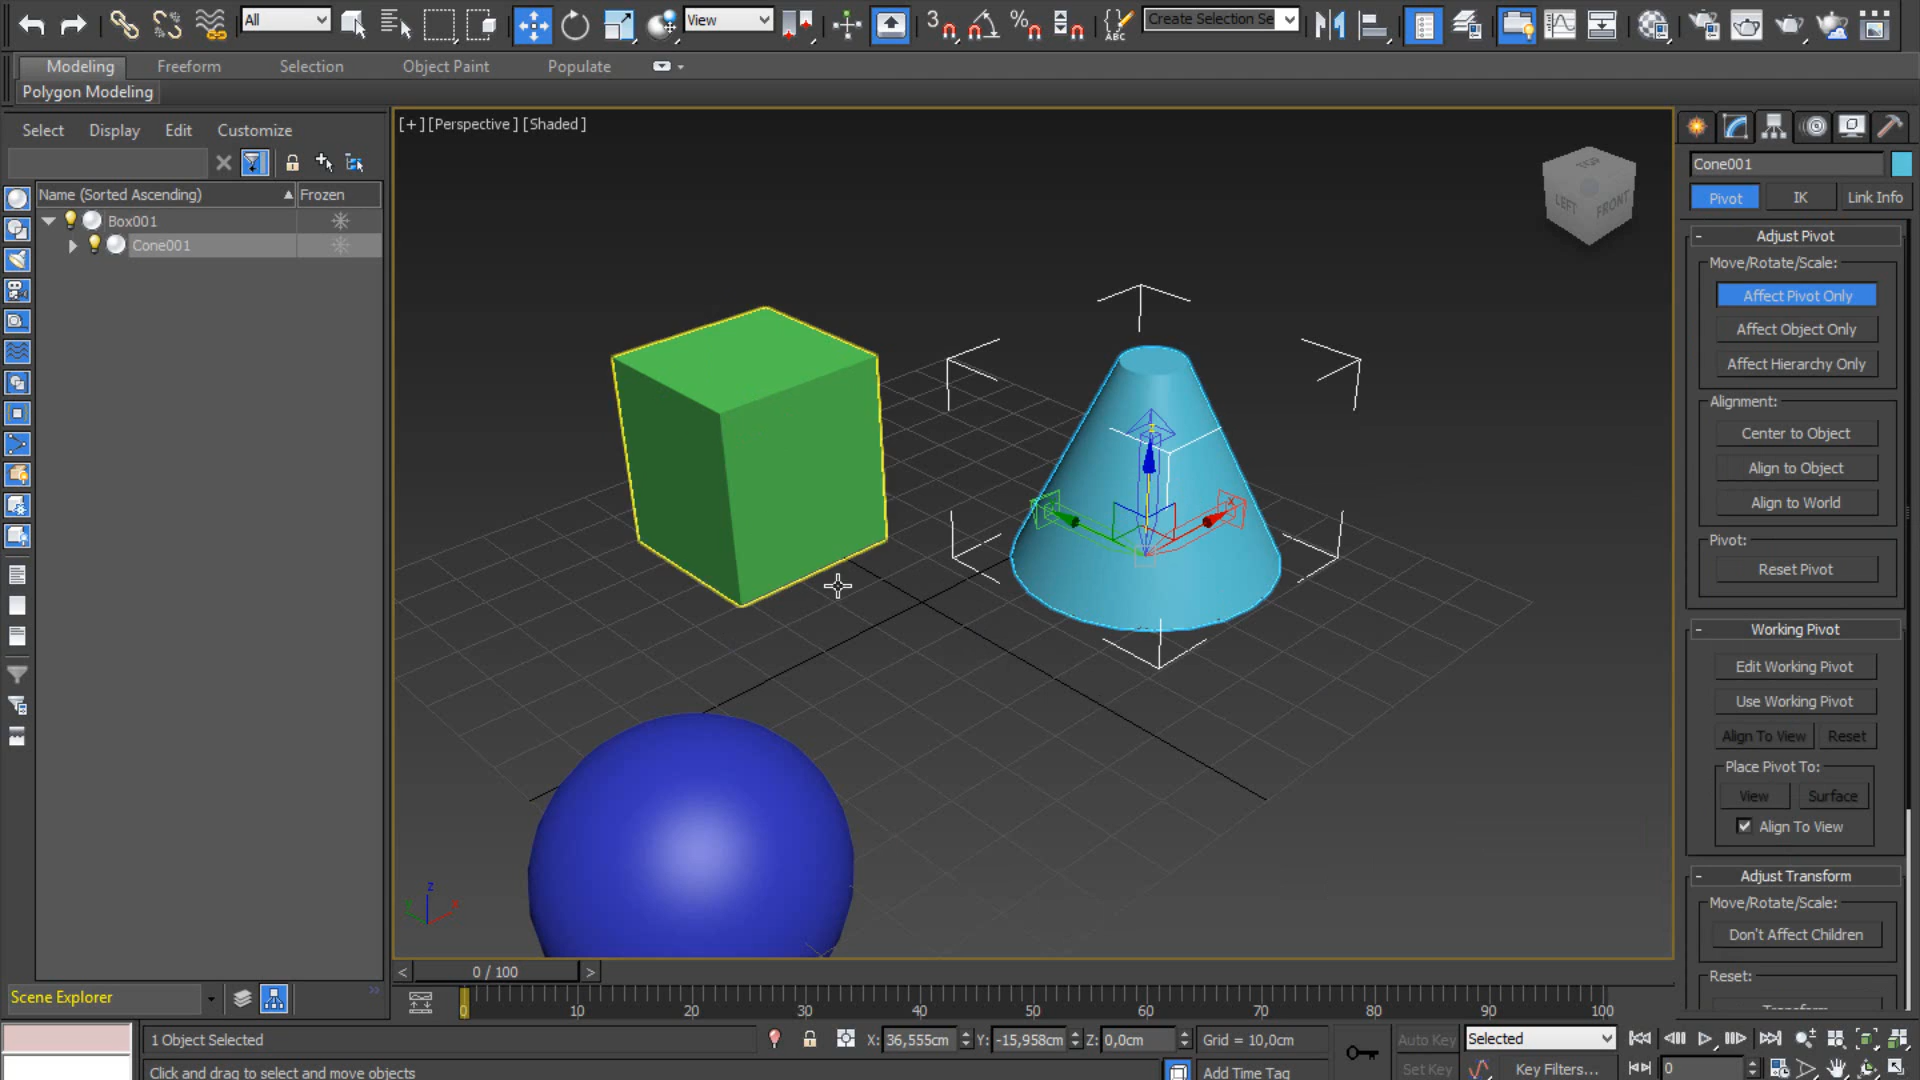 All
View
Create Selection Se
ABC
Modeling
Freeform
Selection
Object Paint
Populate
Polygon Modeling
Select
Display
Edit
Customize
Name (Sorted Ascending)
Frozen
Box001
Cone001
Scene Explorer
[+] [Perspective] [Shaded]
TOP
LEFT
FRONT
z
x
z
x
0 / 100
0
10
20
30
40
50
60
70
80
90
100
Cone001
Pivot
IK
Link Info
Adjust Pivot
Move/Rotate/Scale:
Affect Pivot Only
Affect Object Only
Affect Hierarchy Only
Alignment:
Center to Object
Align to Object
Align to World
Pivot:
Reset Pivot
Working Pivot
Edit Working Pivot
Use Working Pivot
Align To View
Reset
Place Pivot To:
View
Surface
Align To View
Adjust Transform
Move/Rotate/Scale:
Don't Affect Children
Reset:
Transform
1 Object Selected
X: 36,555cm
Y: -15,958cm
Z: 0,0cm
Grid = 10,0cm
Auto Key
Selected
Click and drag to select and move objects
Add Time Tag
Set Key
Key Filters...
0